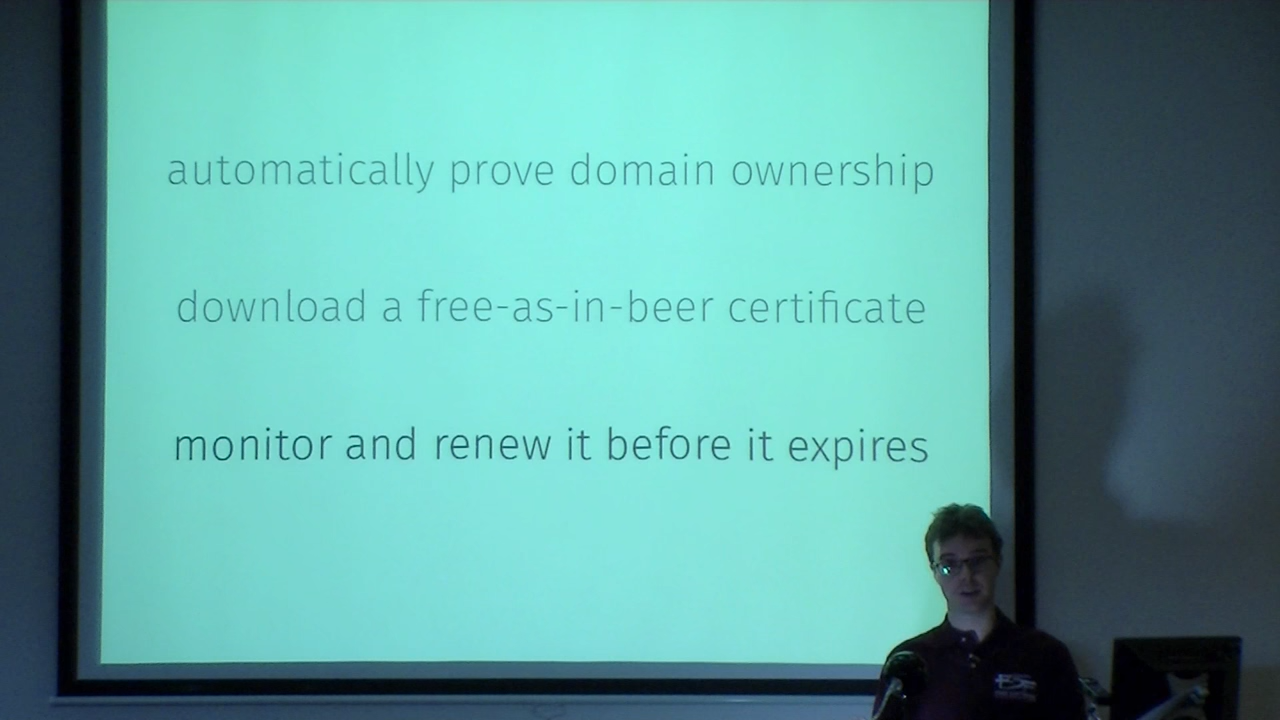 automatically prove domain ownership
download a free-as-in-beer certificate
monitor and renew it before it expires